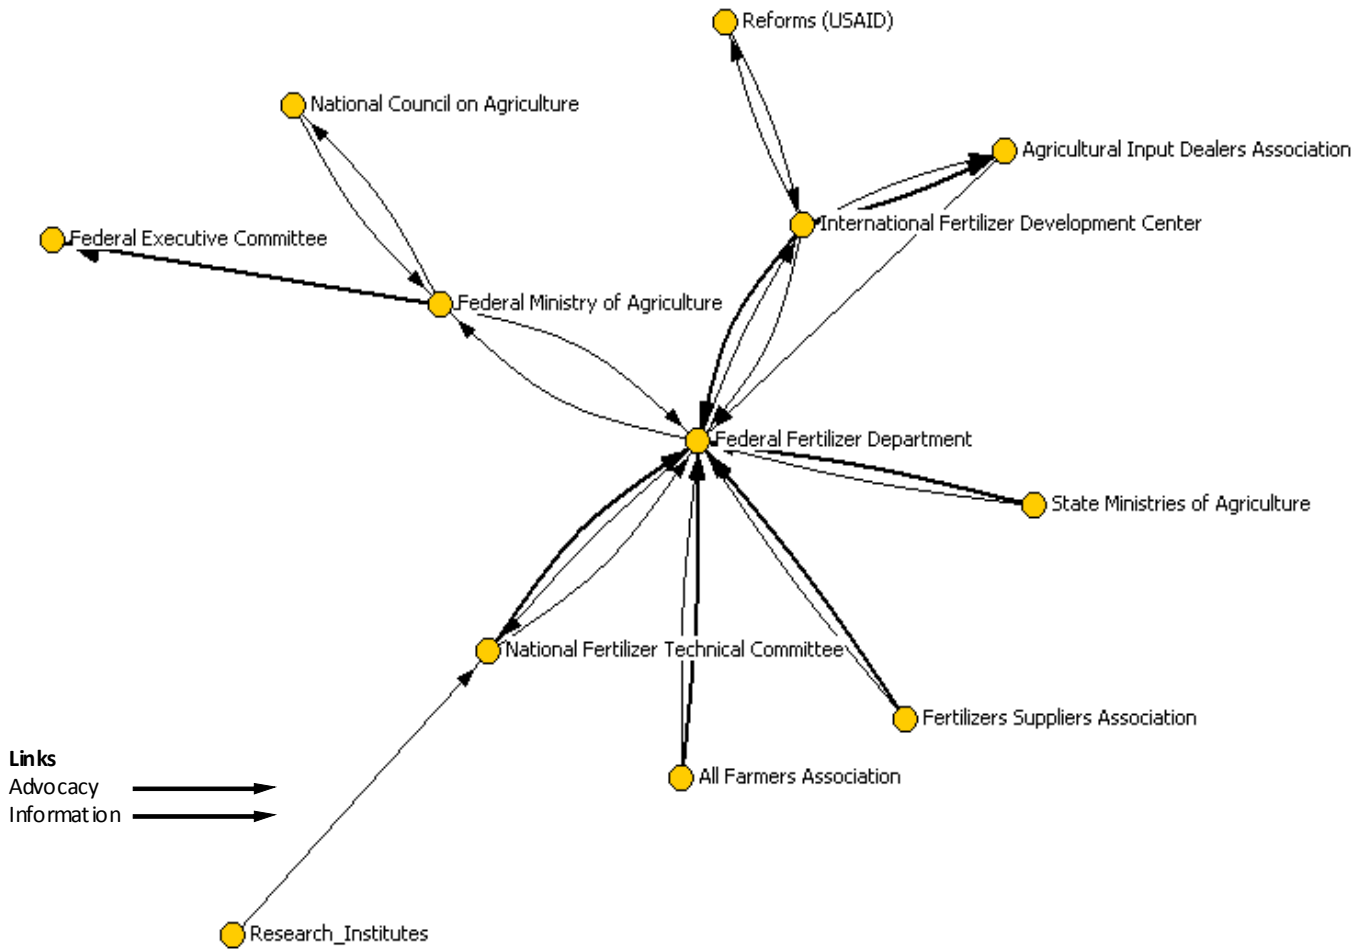 Reforms (USAID)
National Council on Agriculture
Agricultural Input Dealers Association
International Fertilizer Development Center
Federal Executive Committee
Federal Ministry of Agriculture
Federal Fertilizer Department
State Ministries of Agriculture
National Fertilizer Technical Committee
Fertilizers Suppliers Association
Links
All Farmers Association
Advocacy
Information
Research_Institutes